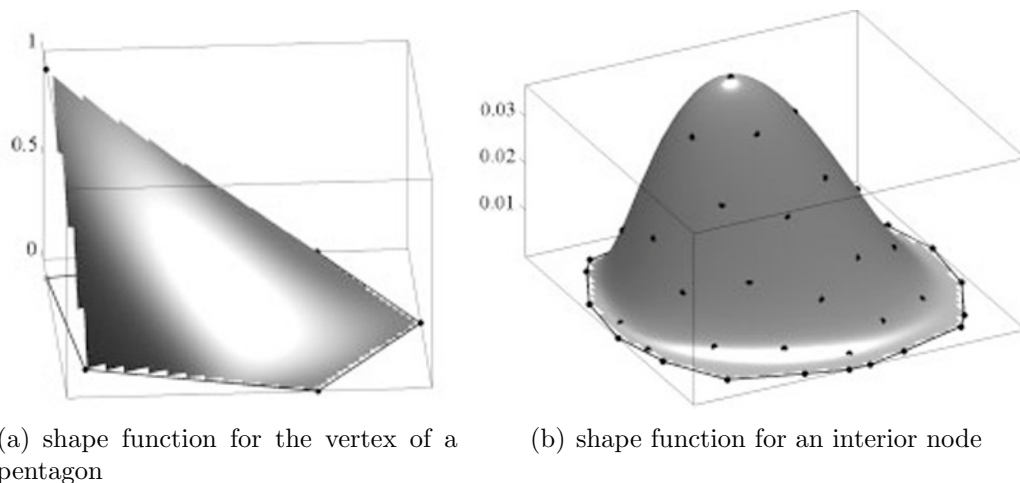 1
0.5
0
0.03
0.02
0.01
(a) shape function for the vertex of a
pentagon
(b) shape function for an interior node